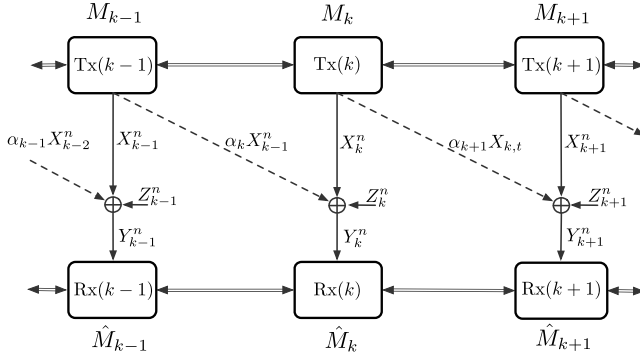 M_{k-1} M_k M_{k+1}
Tx(k − 1) Tx(k) Tx(k + 1)
α_{k-1}X^n_{k-2} X^n_{k-1} α_kX^n_{k-1} X^n_k α_{k+1}X_{k,t} X^n_{k+1}
Z^n_{k-1} Z^n_k Z^n_{k+1}
Y^n_{k-1} Y^n_k Y^n_{k+1}
Rx(k − 1) Rx(k) Rx(k + 1)
M̂_{k-1} M̂_k M̂_{k+1}